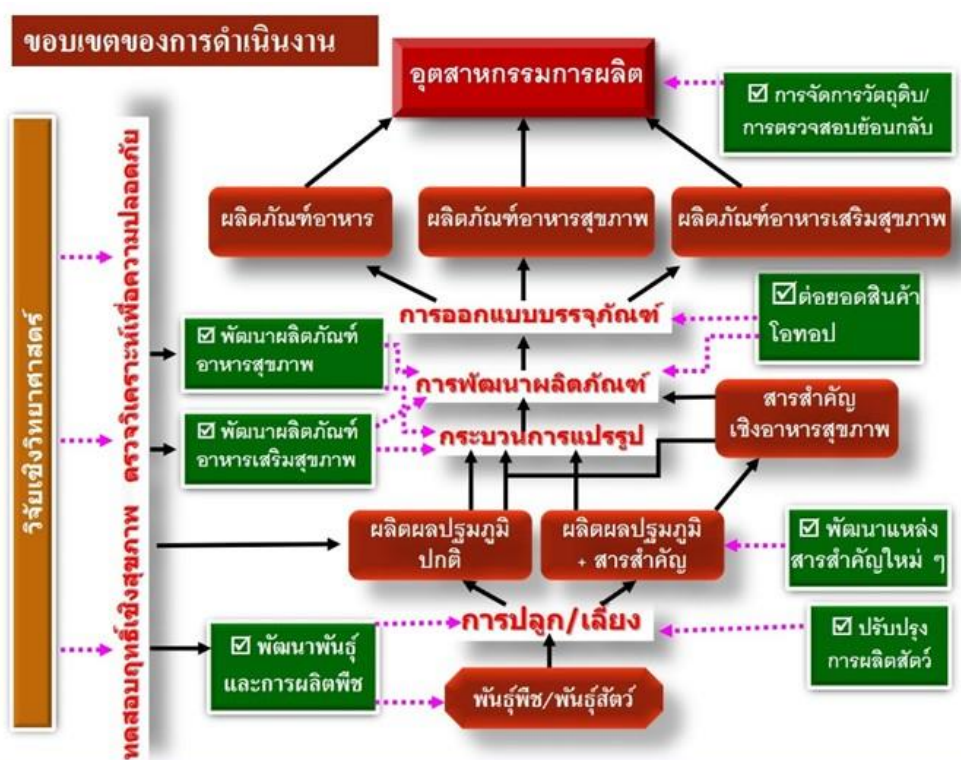 ขอบเขตของการดำเนินงาน
อุตสาหกรรมการผลิต
☑ การจัดการวัตถุดิบ/
การตรวจสอบย้อนกลับ
ผลิตภัณฑ์อาหาร
ผลิตภัณฑ์อาหารสุขภาพ
ผลิตภัณฑ์อาหารเสริมสุขภาพ
การออกแบบบรรจุภัณฑ์
☑ ต่อยอดสินค้า
โอทอป
☑ พัฒนาผลิตภัณฑ์
อาหารสุขภาพ
การพัฒนาผลิตภัณฑ์
สารสำคัญ
เชิงอาหารสุขภาพ
☑ พัฒนาผลิตภัณฑ์
อาหารเสริมสุขภาพ
กระบวนการแปรรูป
ผลิตผลปฐมภูมิ
ปกติ
ผลิตผลปฐมภูมิ
+ สารสำคัญ
☑ พัฒนาแหล่ง
สารสำคัญใหม่ ๆ
การปลูก/เลี้ยง
☑ พัฒนาพันธุ์
และการผลิตพืช
☑ ปรับปรุง
การผลิตสัตว์
พันธุ์พืช/พันธุ์สัตว์
วิจัยเชิงวิทยาศาสตร์
ทดสอบฤทธิ์เชิงสุขภาพ ตรวจวิเคราะห์เพื่อความปลอดภัย